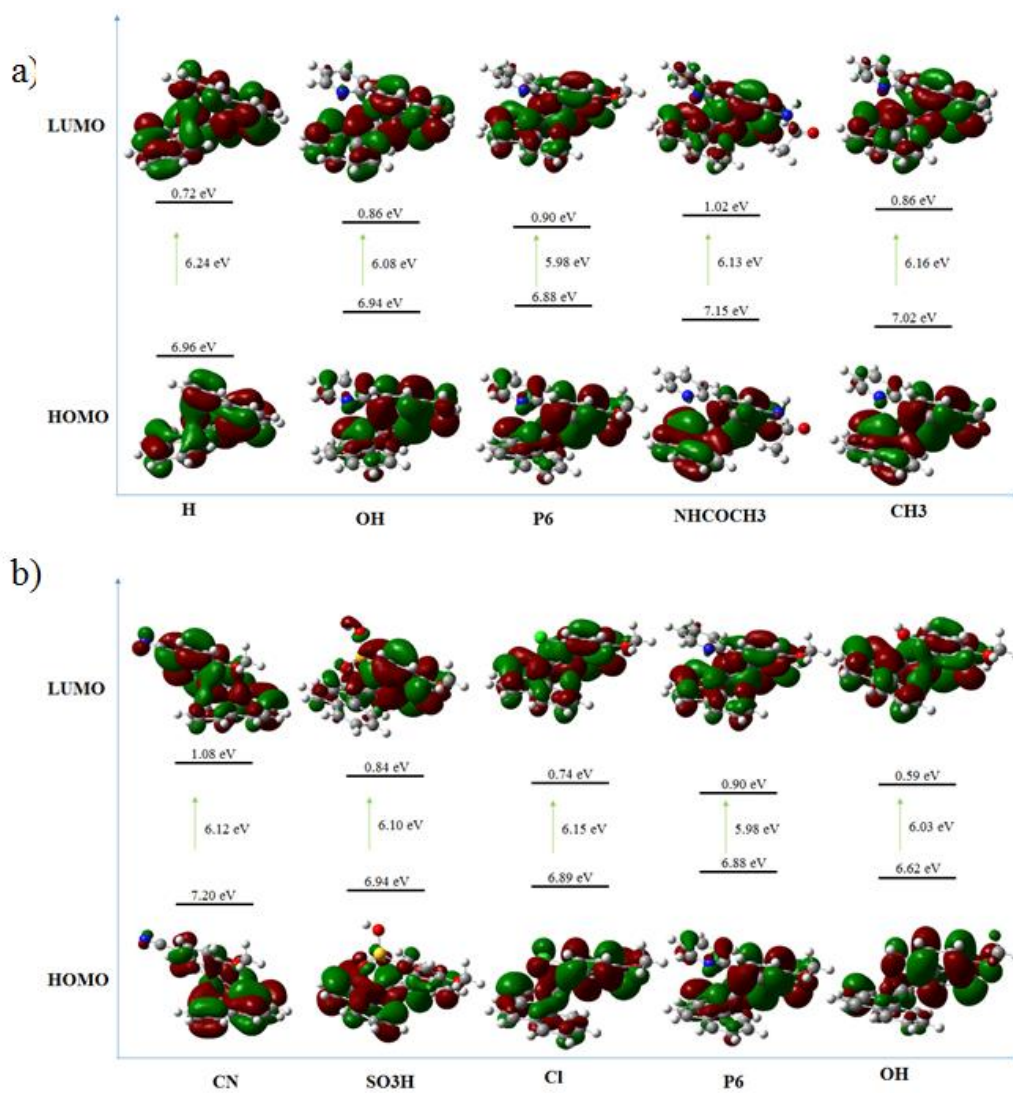 a)
LUMO
0.72 eV
0.86 eV
0.90 eV
1.02 eV
0.86 eV
6.24 eV
6.08 eV
5.98 eV
6.13 eV
6.16 eV
6.96 eV
6.94 eV
6.88 eV
7.15 eV
7.02 eV
HOMO
H
OH
P6
NHCOCH3
CH3
b)
LUMO
1.08 eV
0.84 eV
0.74 eV
0.90 eV
0.59 eV
6.12 eV
6.10 eV
6.15 eV
5.98 eV
6.03 eV
7.20 eV
6.94 eV
6.89 eV
6.88 eV
6.62 eV
HOMO
CN
SO3H
Cl
P6
OH